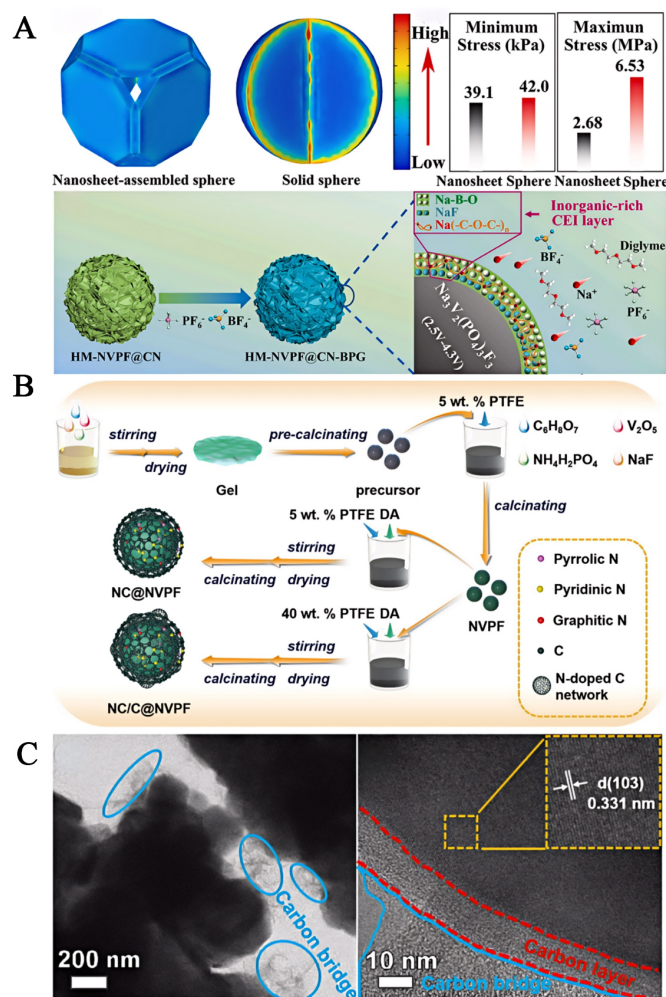 A
High
Low
Nanosheet-assembled sphere
Solid sphere
Minimum
Stress (kPa)
39.1
42.0
Nanosheet Sphere
Maximun
Stress (MPa)
6.53
2.68
Nanosheet Sphere
HM-NVPF@CN
PF₆⁻ BF₄⁻
HM-NVPF@CN-BPG
Na-B-O
NaF
Na(-C-O-C-)ₙ
Inorganic-rich
CEI layer
BF₄⁻
Diglyme
Na⁺
PF₆⁻
Na₃V₂(PO₄)₂F₃
(2.5V-4.3V)
B
stirring
drying
Gel
pre-calcinating
precursor
5 wt. % PTFE
C₆H₈O₇
V₂O₅
NH₄H₂PO₄
NaF
calcinating
5 wt. % PTFE DA
stirring
calcinating drying
NC@NVPF
NVPF
40 wt. % PTFE DA
stirring
calcinating drying
NC/C@NVPF
Pyrrolic N
Pyridinic N
Graphitic N
C
N-doped C
network
C
Carbon bridge
200 nm
d(103)
0.331 nm
Carbon layer
Carbon bridge
10 nm